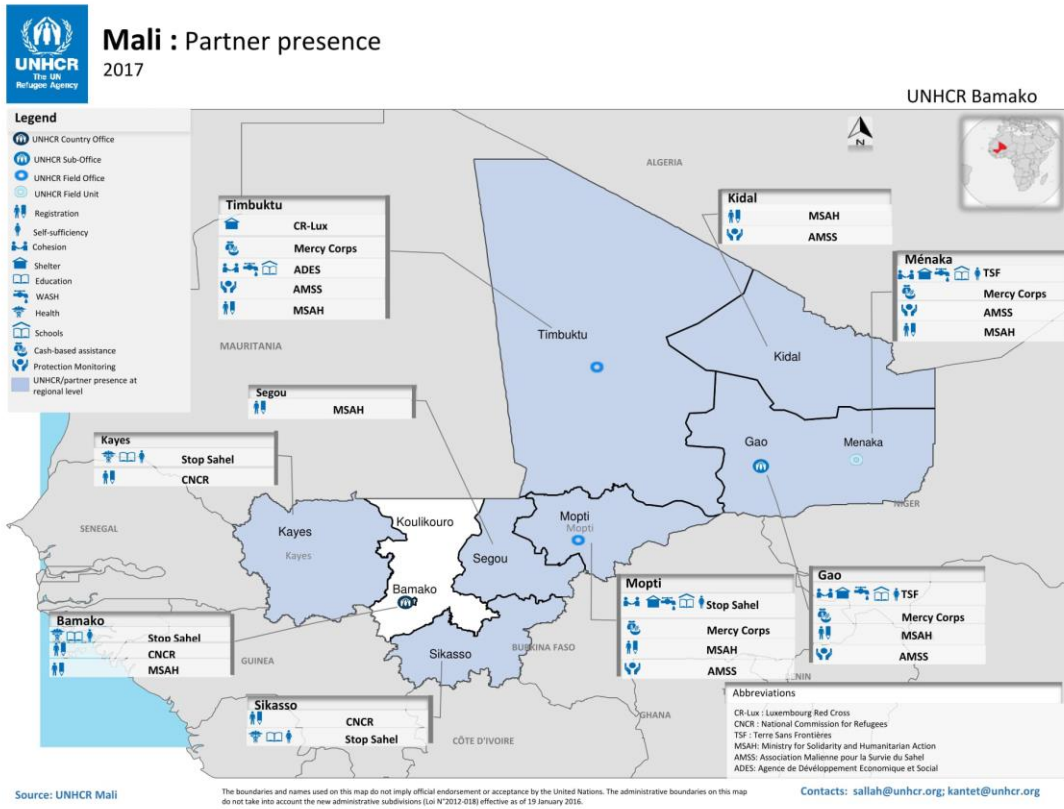 UNHCR
The UN
Refugee Agency
Mali : Partner presence
2017
UNHCR Bamako
Legend
UNHCR Country Office
UNHCR Sub-Office
UNHCR Field Office
UNHCR Field Unit
Registration
Self-sufficiency
Cohesion
Shelter
Education
WASH
Health
Schools
Cash-based assistance
Protection Monitoring
UNHCR/partner presence at
regional level
N
ALGERIA
Timbuktu
CR-Lux
Mercy Corps
ADES
AMSS
MSAH
Kidal
MSAH
AMSS
Ménaka
TSF
Mercy Corps
AMSS
MSAH
MAURITANIA
Timbuktu
Kidal
Segou
MSAH
Gao
Menaka
Kayes
Stop Sahel
CNCR
NIGER
SENEGAL
Kayes
Kayes
Koulikouro
Segou
Mopti
Mopti
Bamako
Mopti
Stop Sahel
Mercy Corps
MSAH
AMSS
Gao
TSF
Mercy Corps
MSAH
AMSS
Bamako
Stop Sahel
CNCR
MSAH
GUINEA
Sikasso
BURKINA FASO
NIN
GHANA
CÔTE D'IVOIRE
Sikasso
CNCR
Stop Sahel
Abbreviations
CR-Lux : Luxembourg Red Cross
CNCR : National Commission for Refugees
TSF : Terre Sans Frontières
MSAH: Ministry for Solidarity and Humanitarian Action
AMSS: Association Malienne pour la Survie du Sahel
ADES: Agence de Dévéloppement Economique et Social
Source: UNHCR Mali
The boundaries and names used on this map do not imply official endorsement or acceptance by the United Nations. The administrative boundaries on this map
do not take into account the new administrative subdivisions (Loi N°2012-018) effective as of 19 January 2016.
Contacts: sallah@unhcr.org; kantet@unhcr.org